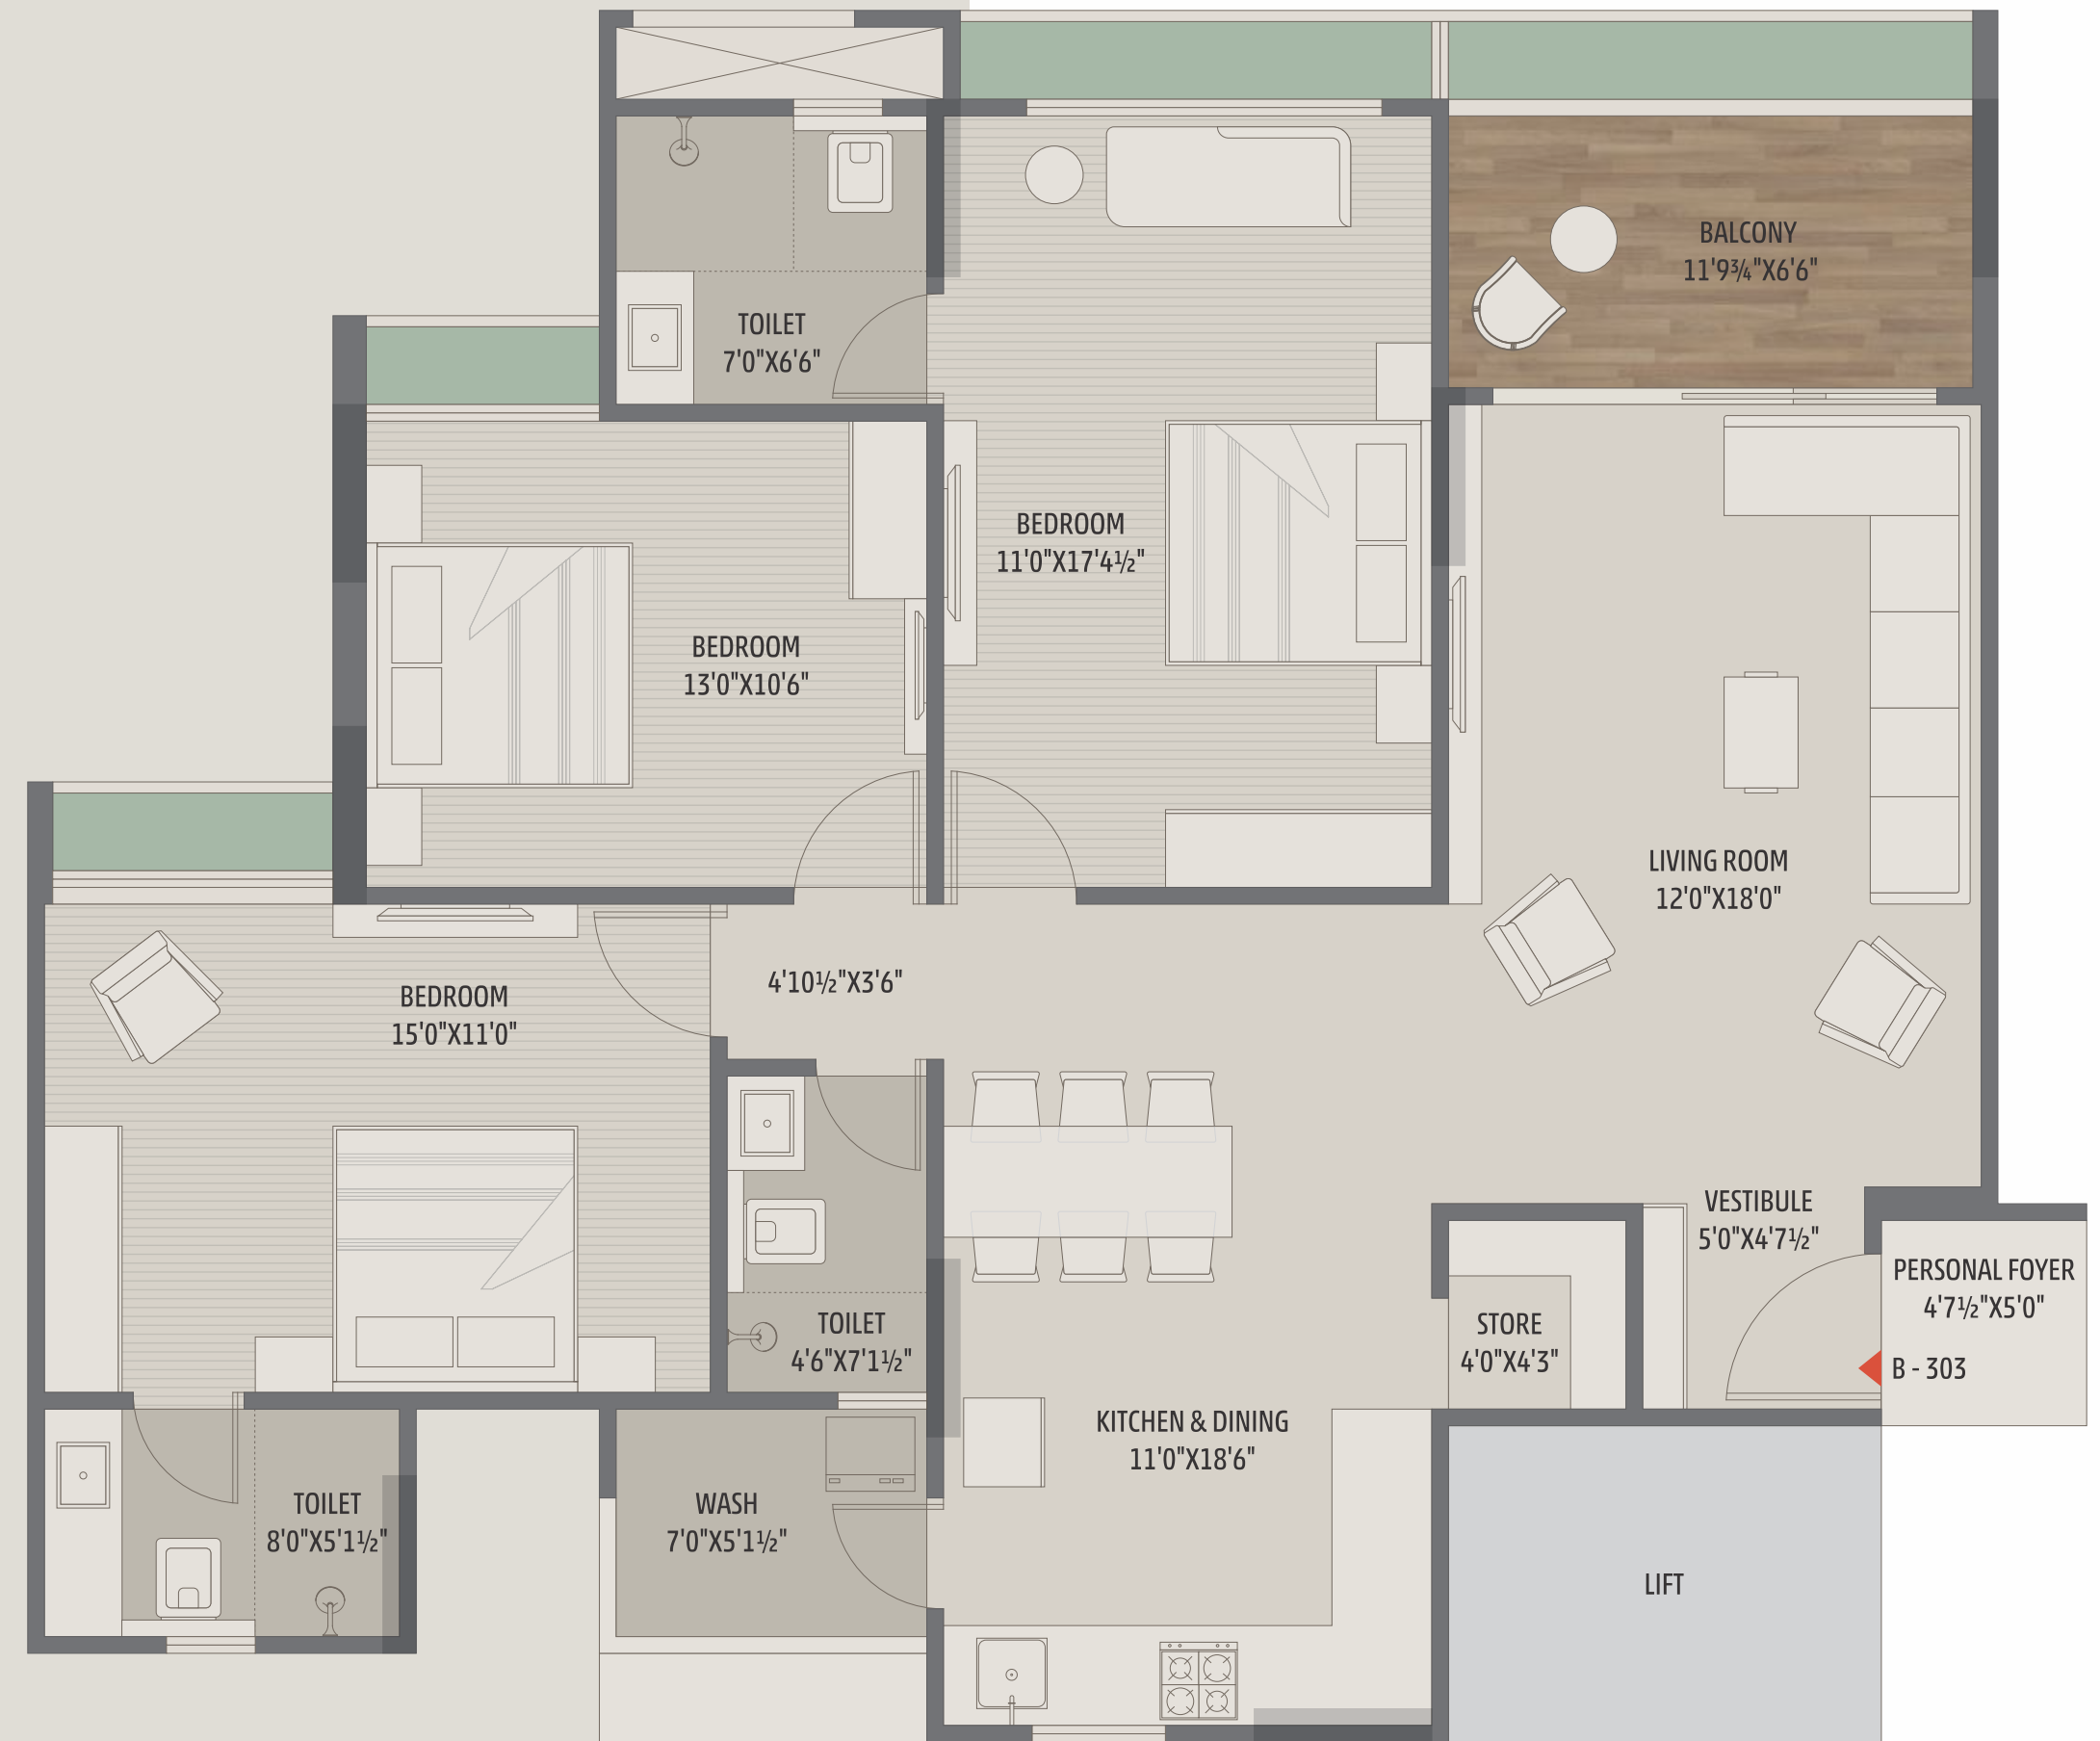 BALCONY
11'9¾"X6'6"
TOILET
7'0"X6'6"
BEDROOM
11'0"X17'4½"
BEDROOM
13'0"X10'6"
LIVING ROOM
12'0"X18'0"
BEDROOM
15'0"X11'0"
4'10½"X3'6"
VESTIBULE
5'0"X4'7½"
PERSONAL FOYER
4'7½"X5'0"
B - 303
TOILET
4'6"X7'1½"
STORE
4'0"X4'3"
KITCHEN & DINING
11'0"X18'6"
TOILET
8'0"X5'1½"
WASH
7'0"X5'1½"
LIFT